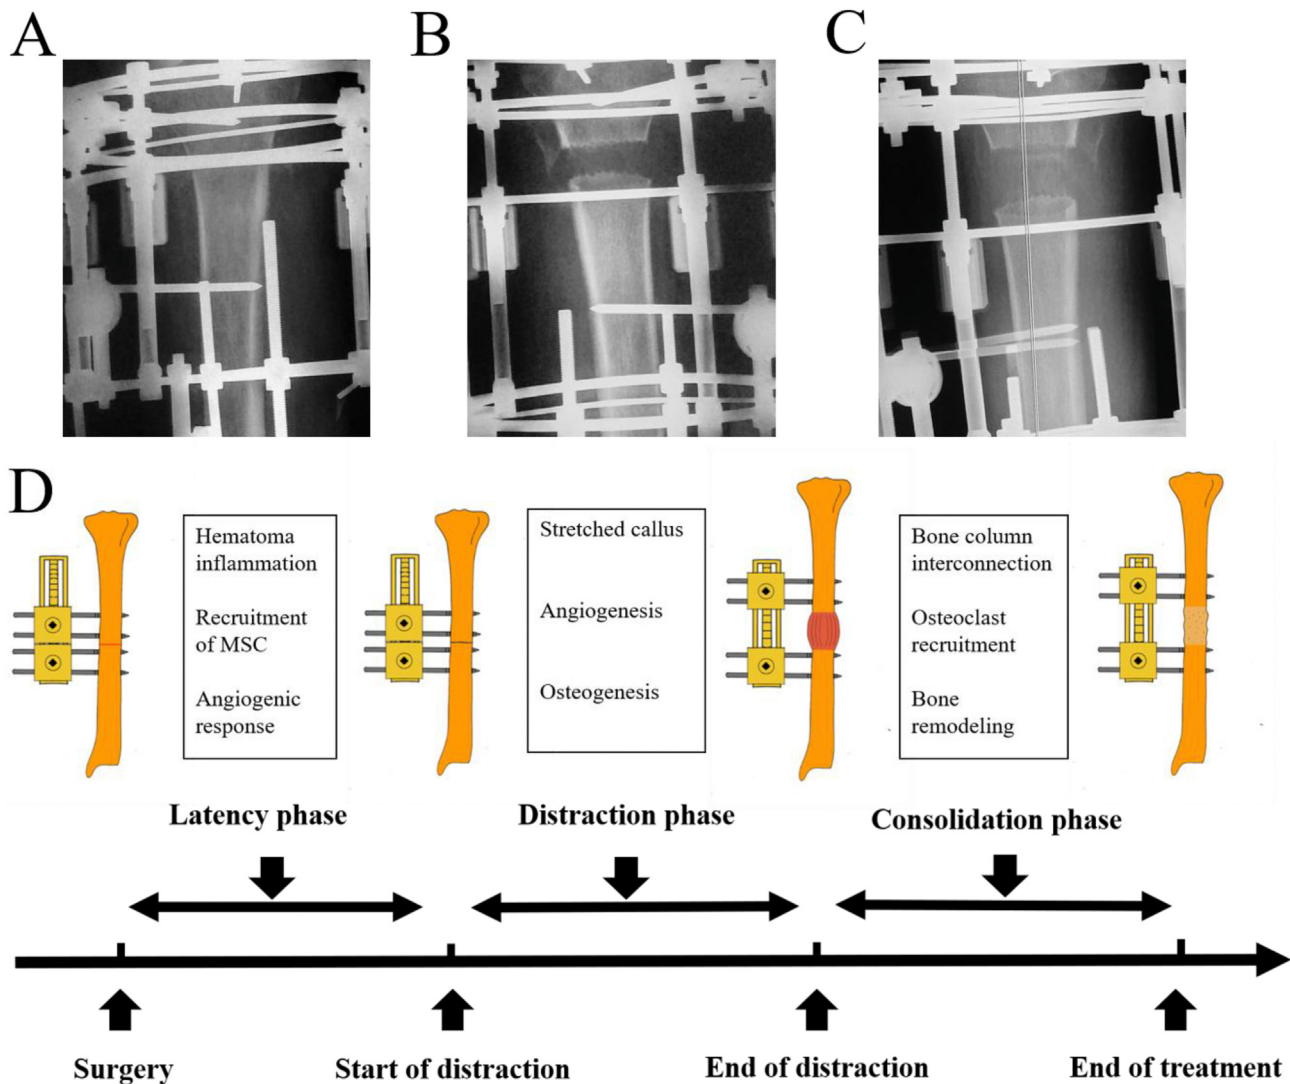 A
B
C
D
Hematoma
inflammation
Recruitment
of MSC
Angiogenic
response
Stretched callus
Angiogenesis
Osteogenesis
Bone column
interconnection
Osteoclast
recruitment
Bone
remodeling
Latency phase
Distraction phase
Consolidation phase
Surgery
Start of distraction
End of distraction
End of treatment